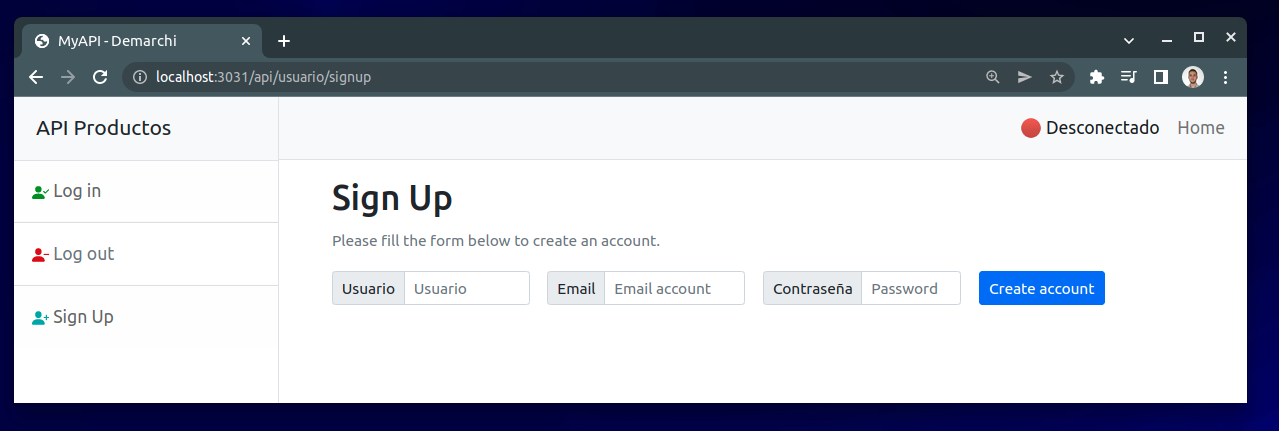 MyAPI - Demarchi
localhost:3031/api/usuario/signup
API Productos
Desconectado Home
Log in
Log out
Sign Up
Sign Up
Please fill the form below to create an account.
Usuario Usuario Email Email account Contraseña Password Create account